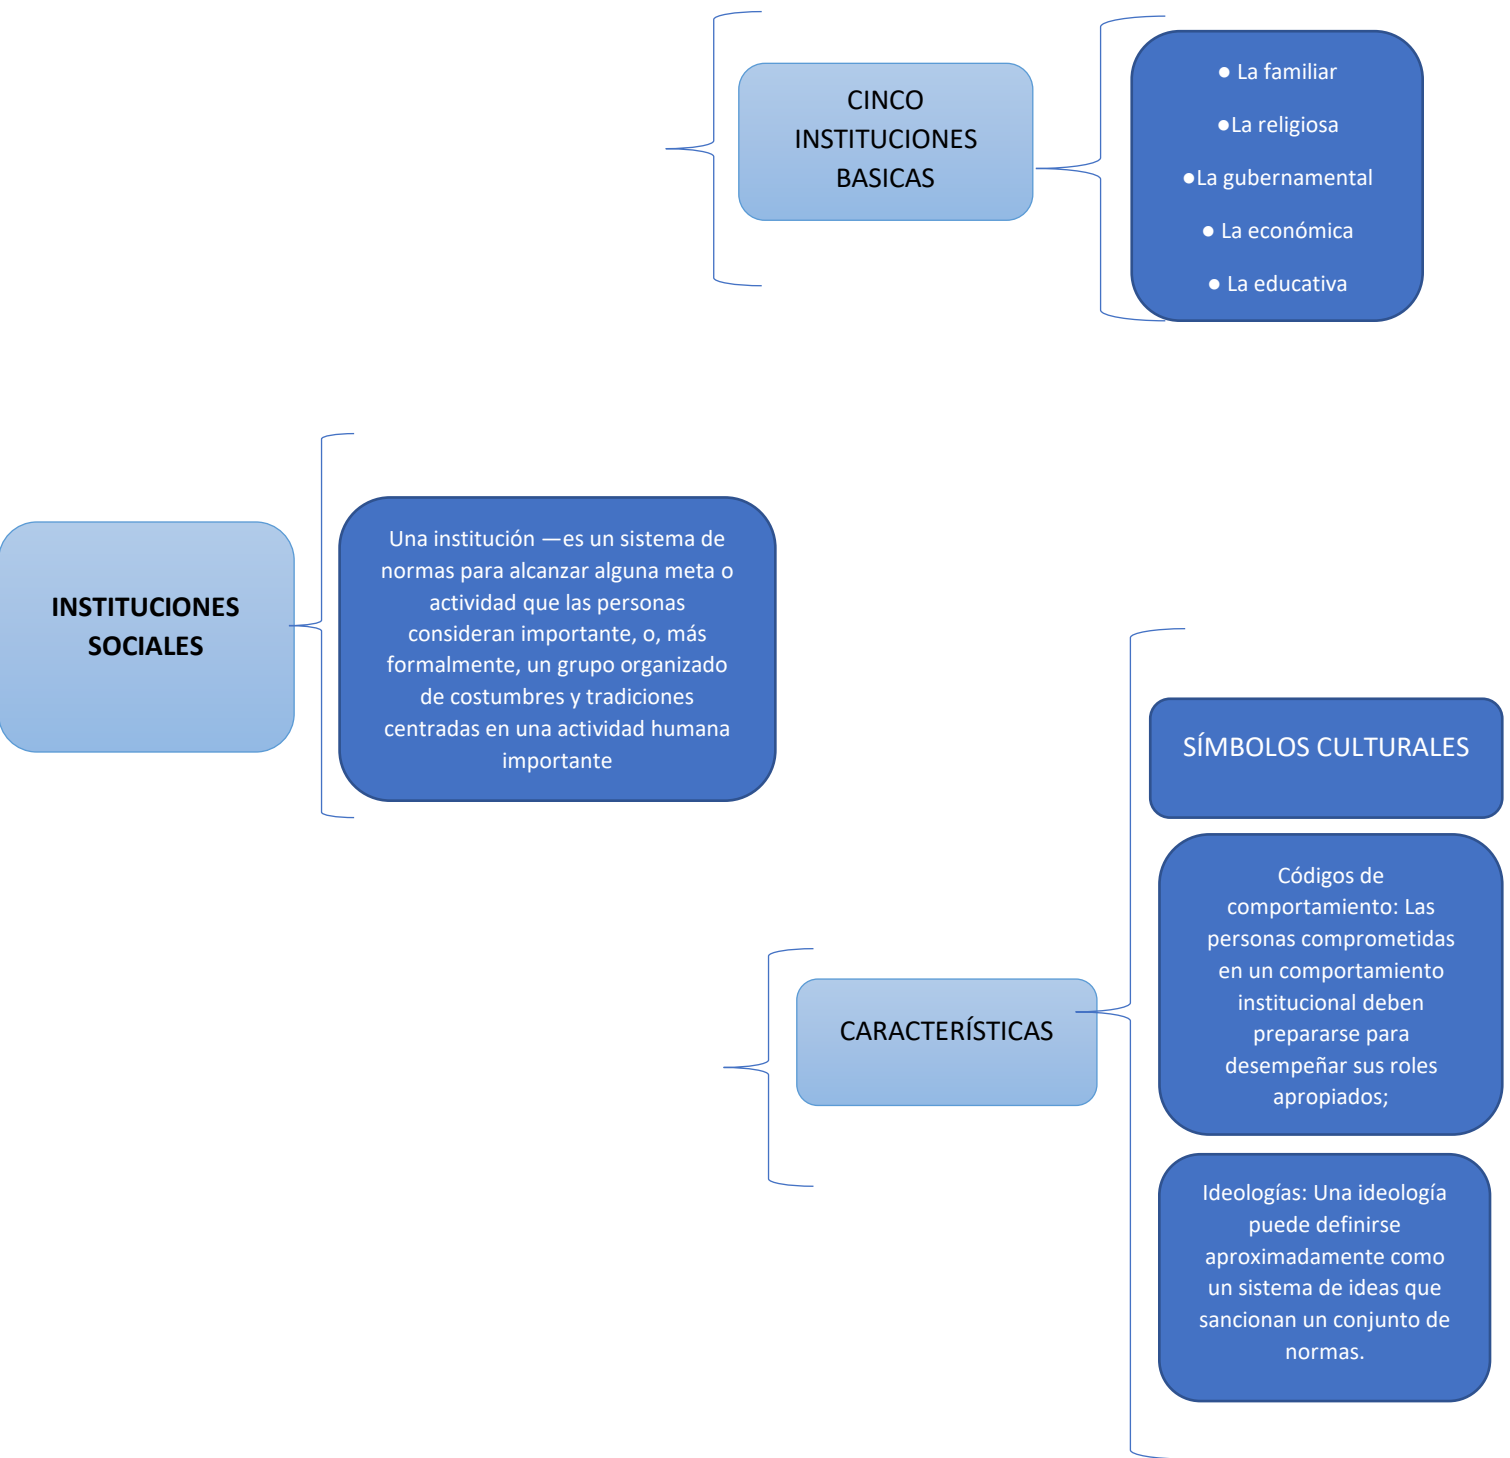 CINCO
INSTITUCIONES
BASICAS
● La familiar
●La religiosa
●La gubernamental
● La económica
● La educativa
INSTITUCIONES
SOCIALES
Una institución —es un sistema de
normas para alcanzar alguna meta o
actividad que las personas
consideran importante, o, más
formalmente, un grupo organizado
de costumbres y tradiciones
centradas en una actividad humana
importante
CARACTERÍSTICAS
SÍMBOLOS CULTURALES
Códigos de
comportamiento: Las
personas comprometidas
en un comportamiento
institucional deben
prepararse para
desempeñar sus roles
apropiados;
Ideologías: Una ideología
puede definirse
aproximadamente como
un sistema de ideas que
sancionan un conjunto de
normas.